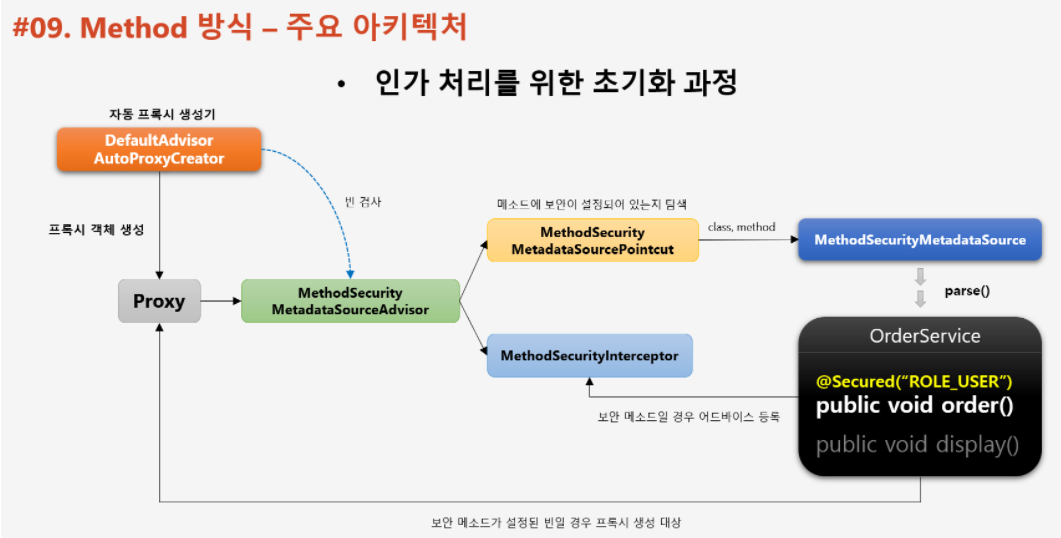 #09. Method 방식 – 주요 아키텍처
• 인가 처리를 위한 초기화 과정
자동 프록시 생성기
DefaultAdvisor
AutoProxyCreator
빈 검사
프록시 객체 생성
메소드에 보안이 설정되어 있는지 탐색
MethodSecurity
MetadataSourcePointcut
class, method
MethodSecurityMetadataSource
parse()
Proxy
MethodSecurity
MetadataSourceAdvisor
MethodSecurityInterceptor
보안 메소드일 경우 어드바이스 등록
OrderService
@Secured(“ROLE_USER”)
public void order()
public void display()
보안 메소드가 설정된 빈일 경우 프록시 생성 대상